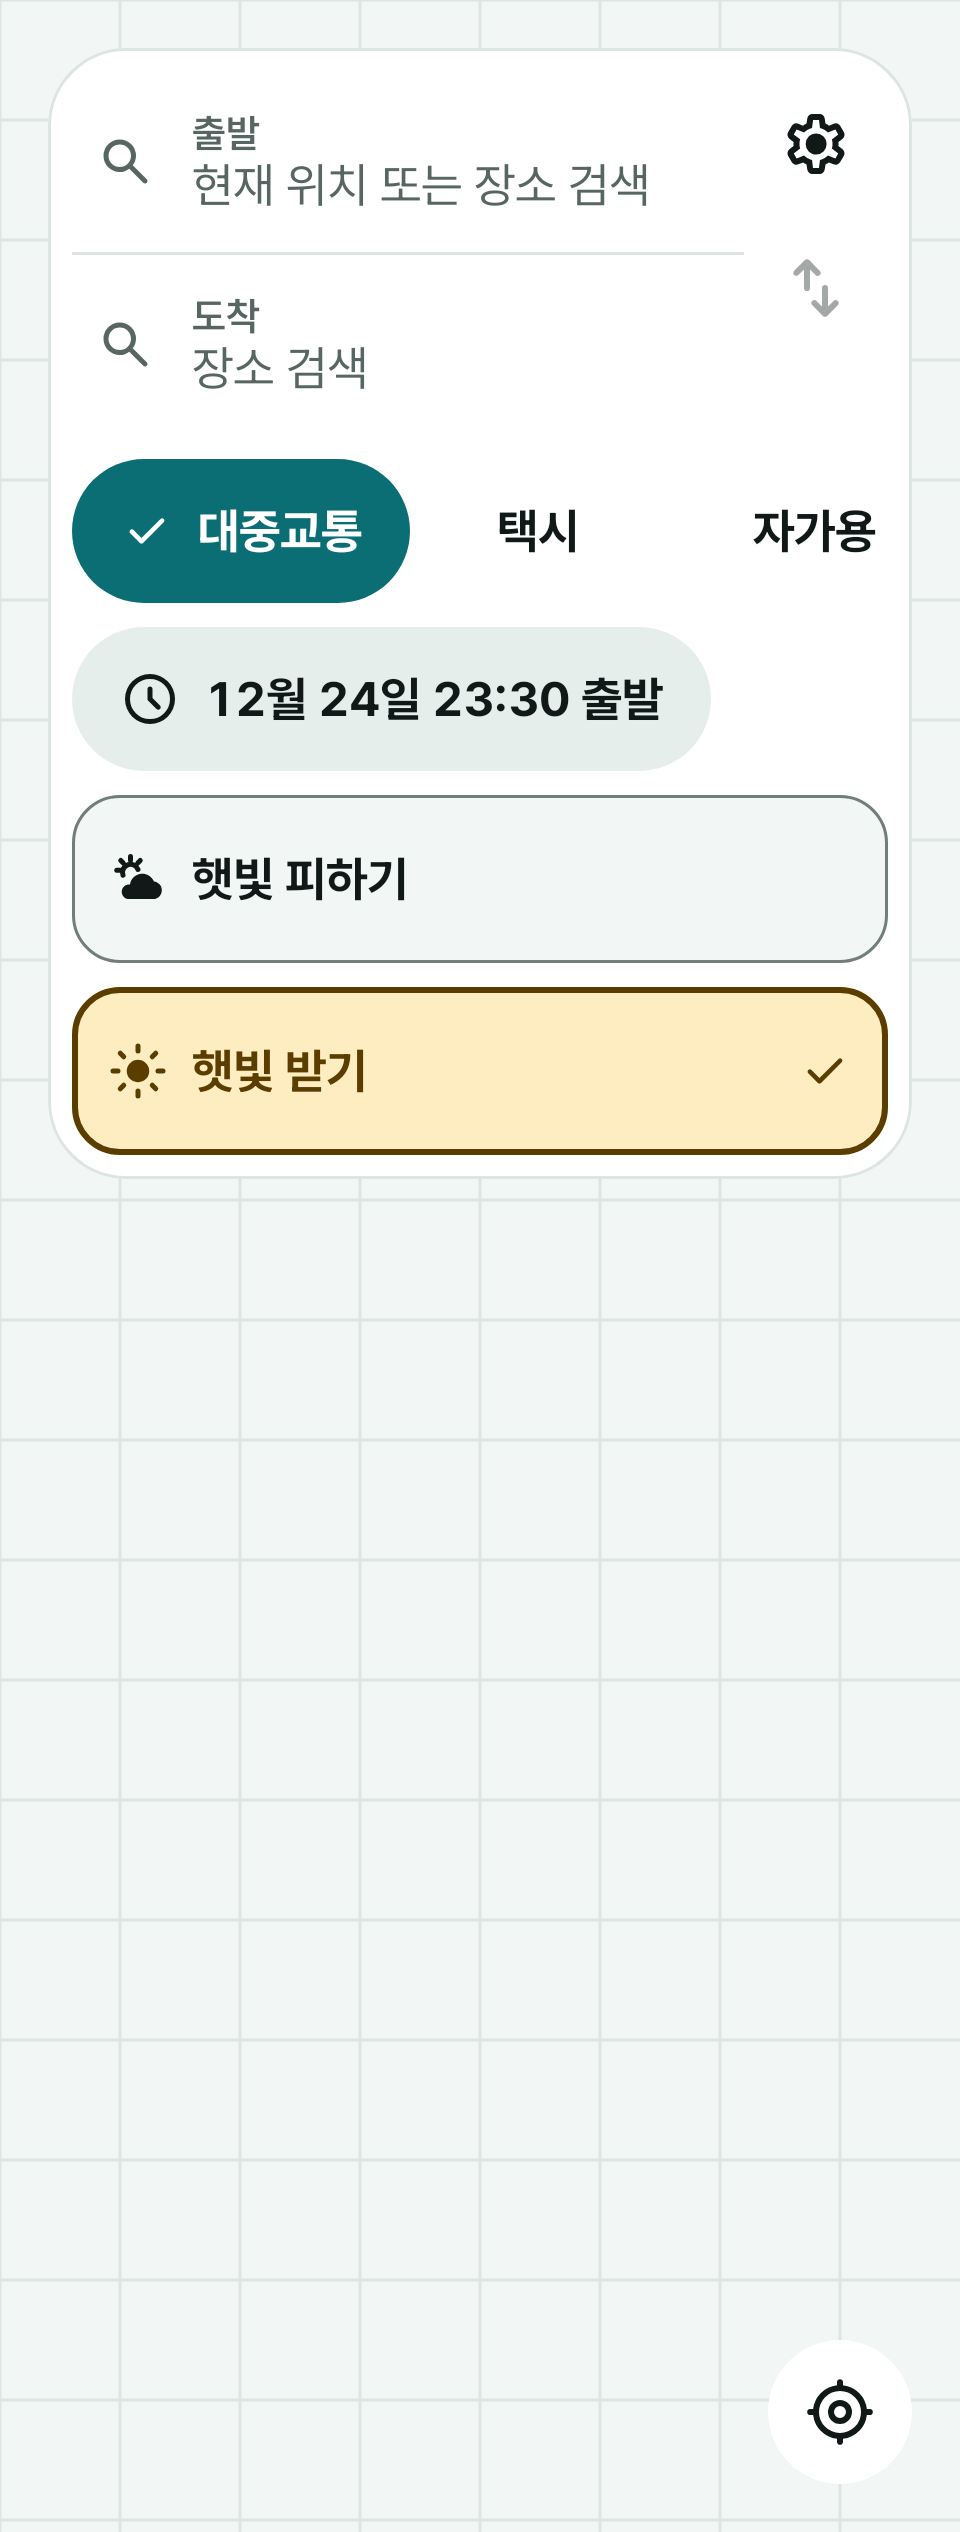 출발
현재 위치 또는 장소 검색
도착
장소 검색
대중교통 택시 자가용
12월 24일 23:30 출발
햇빛 피하기
햇빛 받기